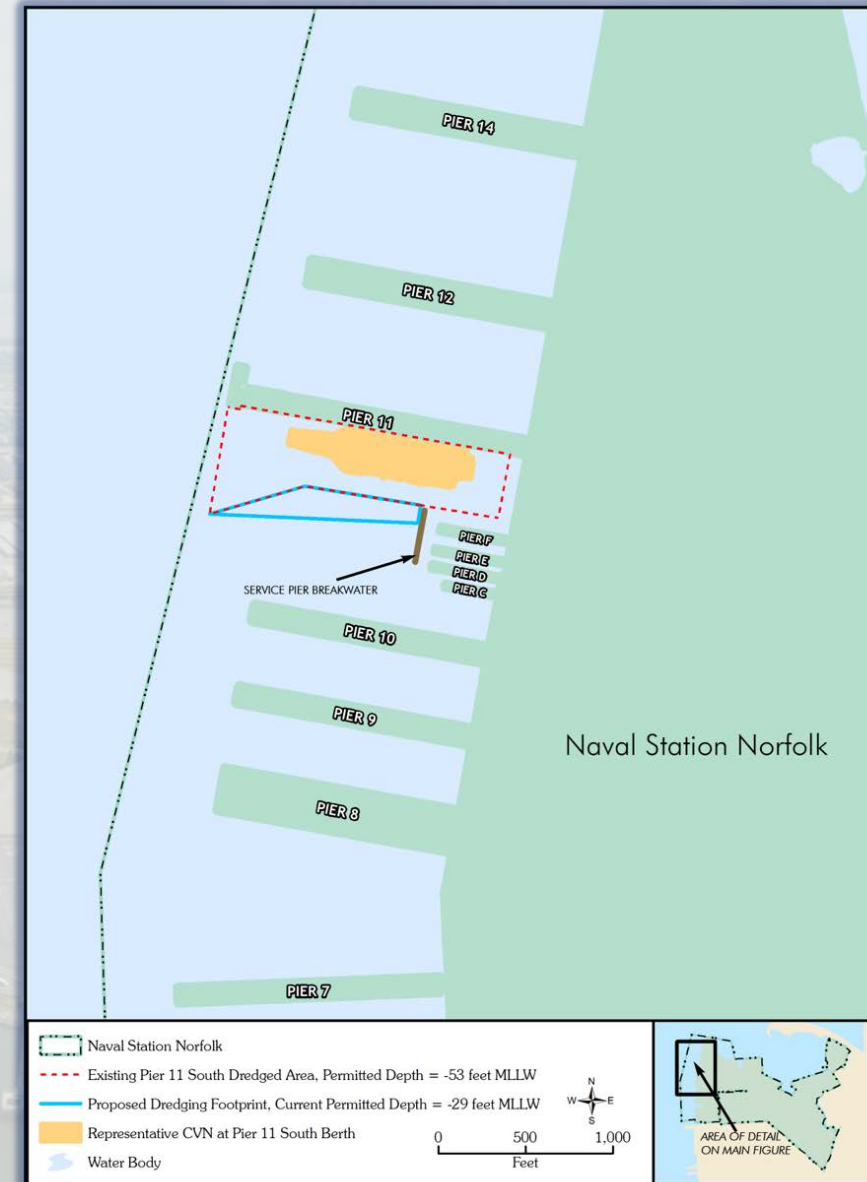 PIER 14
PIER 12
PIER 11
PIER F
PIER E
PIER D
PIER C
SERVICE PIER BREAKWATER
PIER 10
PIER 9
Naval Station Norfolk
PIER 8
PIER 7
Naval Station Norfolk
Existing Pier 11 South Dredged Area, Permitted Depth = -53 feet MLLW
Proposed Dredging Footprint, Current Permitted Depth = -29 feet MLLW
Representative CVN at Pier 11 South Berth
Water Body
N
W E
S
0 500 1,000
Feet
AREA OF DETAIL
ON MAIN FIGURE